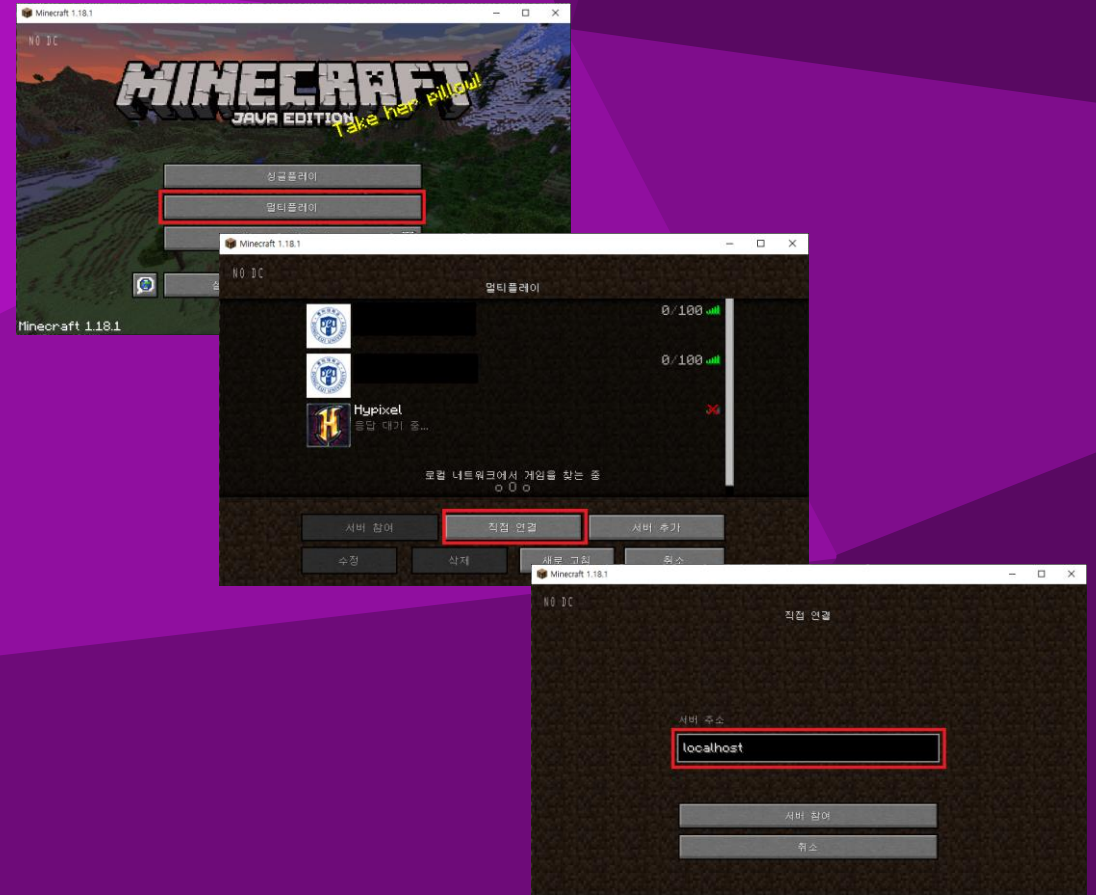 Minecraft 1.18.1
NO DC
MINECRAFT
JAVA EDITION
Take her pillow!
싱글플레이
멀티플레이
Minecraft 1.18.1
Minecraft 1.18.1
NO DC
멀티플레이
0/100
0/100
Hypixel
응답 대기 중...
로컬 네트워크에서 게임을 찾는 중
o O o
서버 참여
직접 연결
서버 추가
수정
삭제
새로 고침
취소
Minecraft 1.18.1
NO DC
직접 연결
서버 주소
localhost
서버 참여
취소